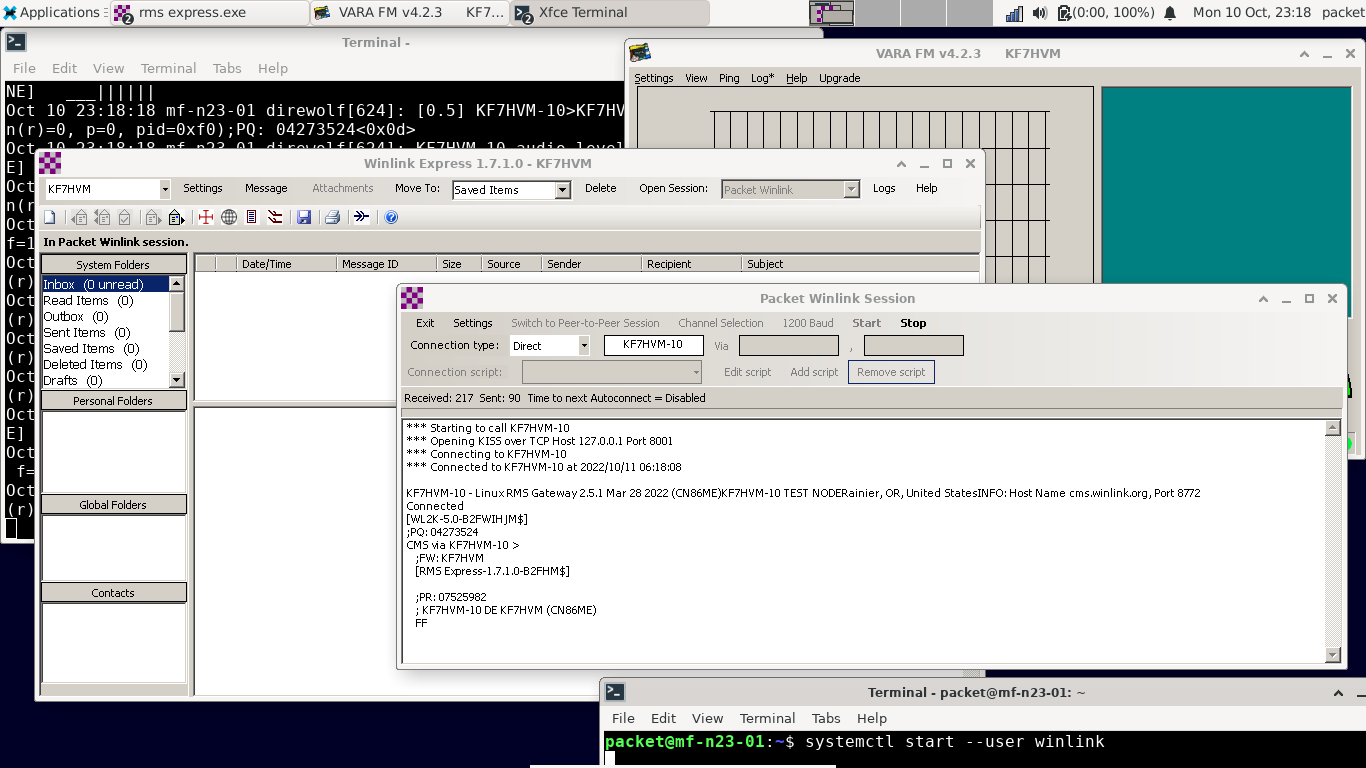 Applications
rms express.exe
VARA FM v4.2.3 KF7...
Xfce Terminal
(0:00, 100%)
Mon 10 Oct, 23:18
packet
Terminal -
File Edit View Terminal Tabs Help
NE] ___||||||
Oct 10 23:18:18 mf-n23-01 direwolf[624]: [0.5] KF7HVM-10>KF7HV
n(r)=0, p=0, pid=0xf0);PQ: 04273524<0x0d>
E]
Oct
n(r
Oct
f=1
Oct
(r)
Oct
(r)
Oct
(r)
Oct
(r)
Oct
E]
Oct
f=
Oct
(r)
VARA FM v4.2.3 KF7HVM
Settings View Ping Log* Help Upgrade
Winlink Express 1.7.1.0 - KF7HVM
KF7HVM Settings Message Attachments Move To: Saved Items Delete Open Session: Packet Winlink Logs Help
In Packet Winlink session.
System Folders
Inbox (0 unread)
Read Items (0)
Outbox (0)
Sent Items (0)
Saved Items (0)
Deleted Items (0)
Drafts (0)
Personal Folders
Global Folders
Contacts
Date/Time Message ID Size Source Sender Recipient Subject
Packet Winlink Session
Exit Settings Switch to Peer-to-Peer Session Channel Selection 1200 Baud Start Stop
Connection type: Direct KF7HVM-10 Via ,
Connection script: Edit script Add script Remove script
Received: 217 Sent: 90 Time to next Autoconnect = Disabled
*** Starting to call KF7HVM-10
*** Opening KISS over TCP Host 127.0.0.1 Port 8001
*** Connecting to KF7HVM-10
*** Connected to KF7HVM-10 at 2022/10/11 06:18:08
KF7HVM-10 - Linux RMS Gateway 2.5.1 Mar 28 2022 (CN86ME)KF7HVM-10 TEST NODERainier, OR, United StatesINFO: Host Name cms.winlink.org, Port 8772
Connected
[WL2K-5.0-B2FWIHJM$]
;PQ: 04273524
CMS via KF7HVM-10 >
;FW: KF7HVM
[RMS Express-1.7.1.0-B2FHM$]
;PR: 07525982
; KF7HVM-10 DE KF7HVM (CN86ME)
FF
Terminal - packet@mf-n23-01: ~
File Edit View Terminal Tabs Help
packet@mf-n23-01:~$ systemctl start --user winlink